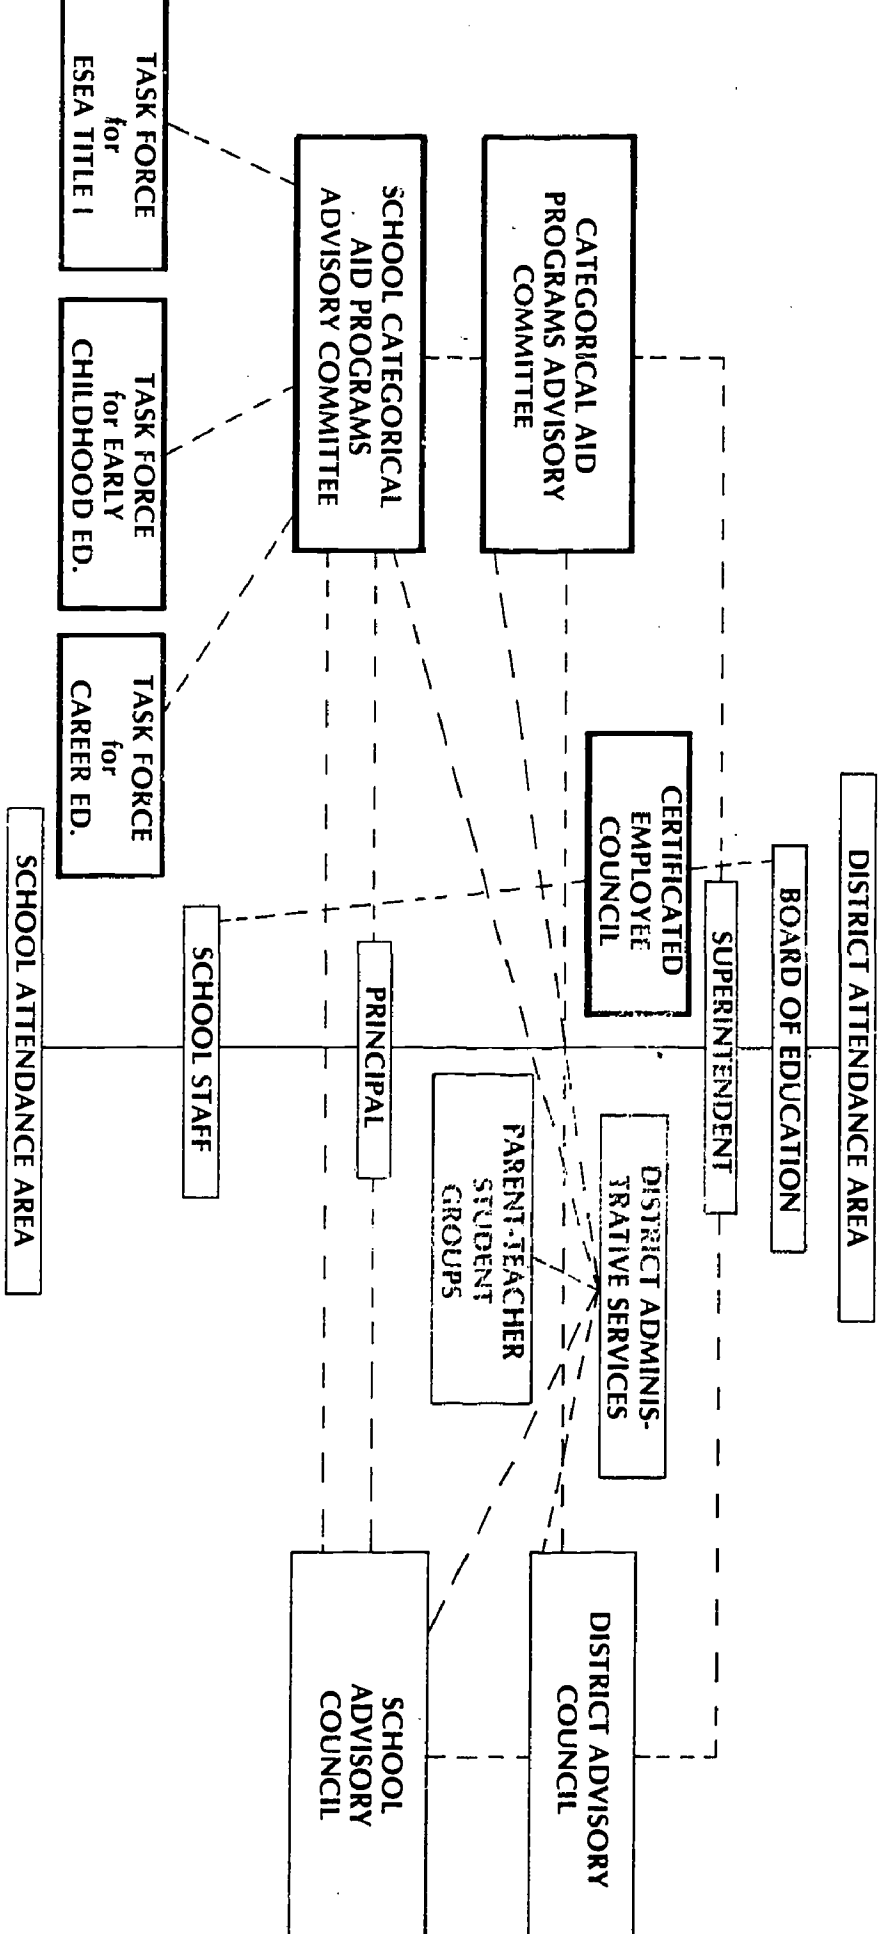 DISTRICT ATTENDANCE AREA
BOARD OF EDUCATION
SUPERINTENDENT
CERTIFICATED
EMPLOYEE
COUNCIL
DISTRICT ADMINIS-
TRATIVE SERVICES
CATEGORICAL AID
PROGRAMS ADVISORY
COMMITTEE
DISTRICT ADVISORY
COUNCIL
PARENT-TEACHER
STUDENT
GROUPS
SCHOOL CATEGORICAL
AID PROGRAMS
ADVISORY COMMITTEE
PRINCIPAL
SCHOOL
ADVISORY
COUNCIL
SCHOOL STAFF
TASK FORCE
for
ESEA TITLE I
TASK FORCE
for EARLY
CHILDHOOD ED.
TASK FORCE
for
CAREER ED.
SCHOOL ATTENDANCE AREA